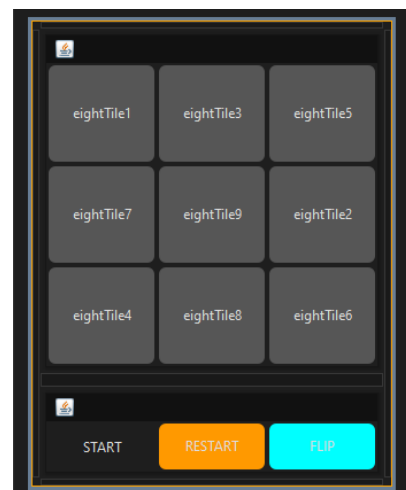 eightTile1 eightTile3 eightTile5
eightTile7 eightTile9 eightTile2
eightTile4 eightTile8 eightTile6
START RESTART FLIP